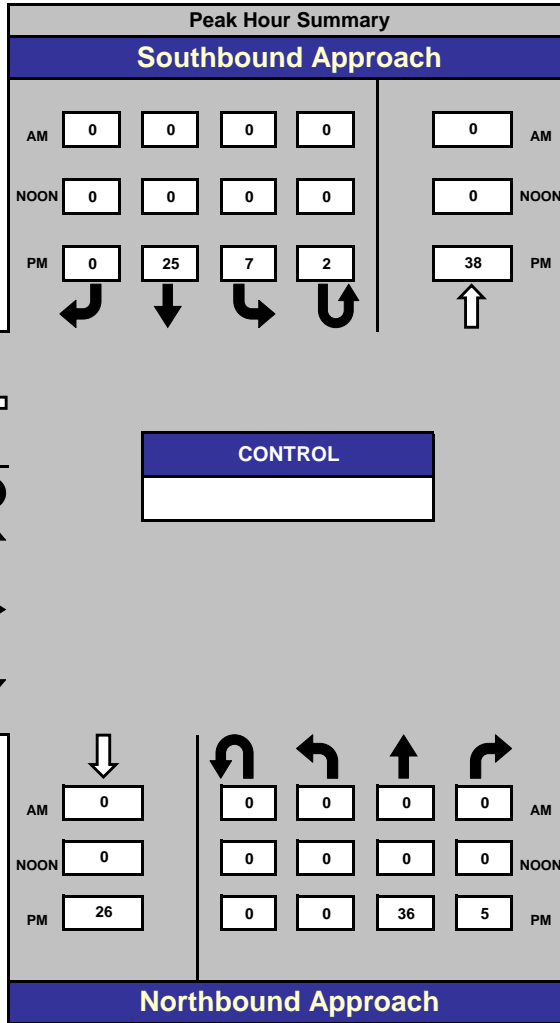 Peak Hour Summary
Southbound Approach
AM 0 0 0 0 0 AM
NOON 0 0 0 0 0 NOON
PM 0 25 7 2 38 PM
CONTROL
AM 0 0 0 0 0 AM
NOON 0 0 0 0 0 NOON
PM 26 0 0 36 5 PM
Northbound Approach